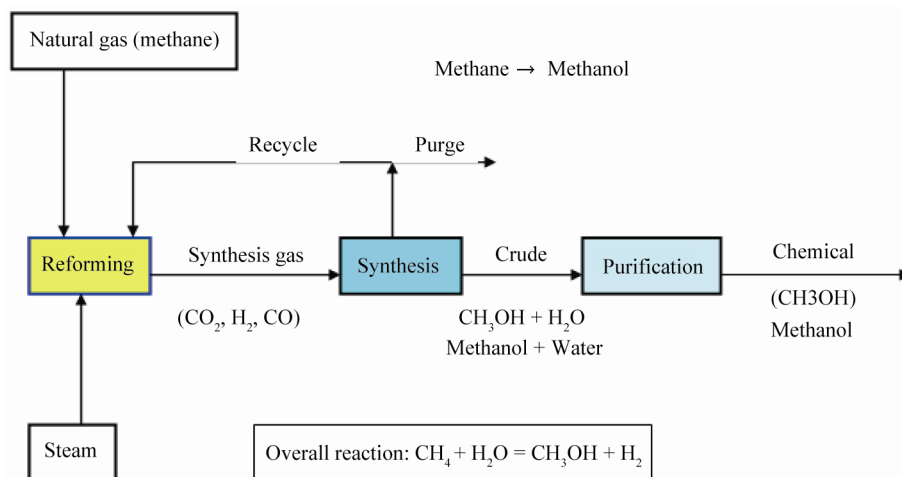 Natural gas (methane)
Methane → Methanol
Recycle
Purge
Reforming
Synthesis gas
(CO₂, H₂, CO)
Synthesis
Crude
CH₃OH + H₂O
Methanol + Water
Purification
Chemical
(CH3OH)
Methanol
Steam
Overall reaction: CH₄ + H₂O = CH₃OH + H₂